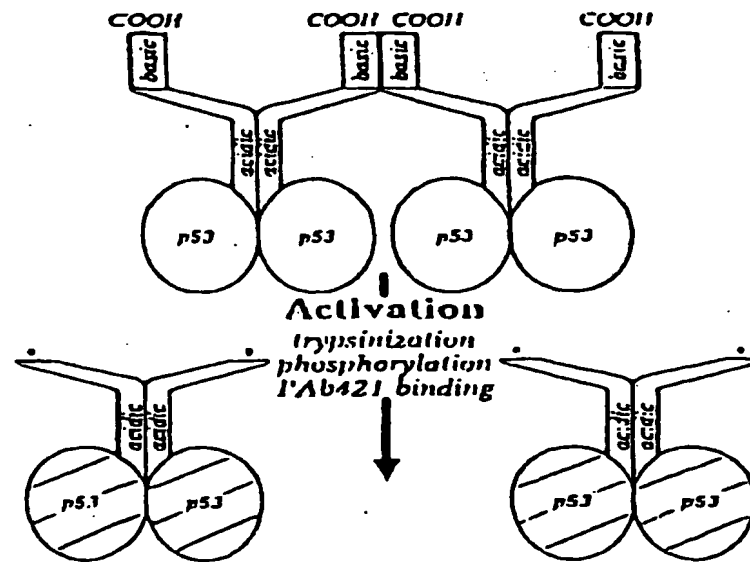 COOH COOH COOH COOH
basic basic basic basic
acidic acidic acidic acidic
p53 p53 p53 p53
Activation
trypsinization
phosphorylation
PAb421 binding
acidic acidic acidic acidic
p53 p53 p53 p53